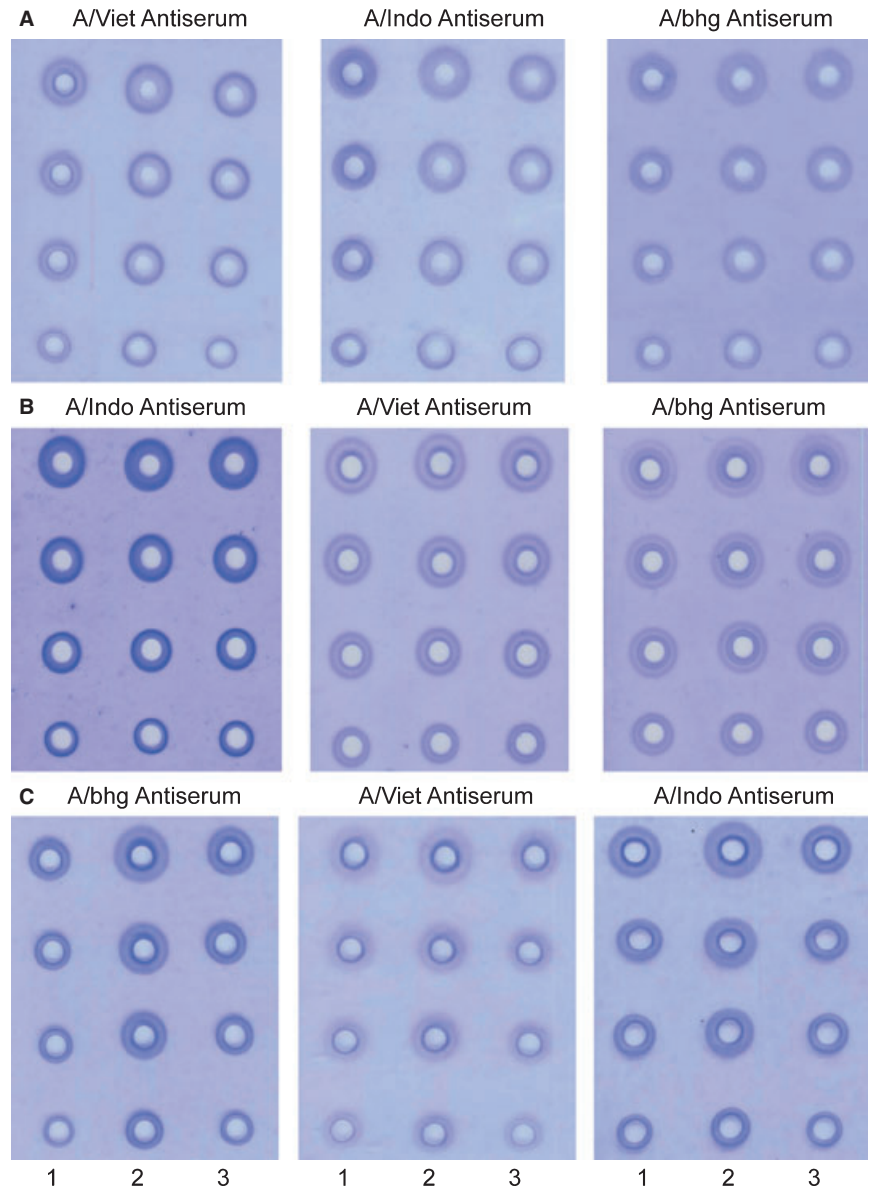 A A/Viet Antiserum A/Indo Antiserum A/bhg Antiserum
B A/Indo Antiserum A/Viet Antiserum A/bhg Antiserum
C A/bhg Antiserum A/Viet Antiserum A/Indo Antiserum
1 2 3 1 2 3 1 2 3